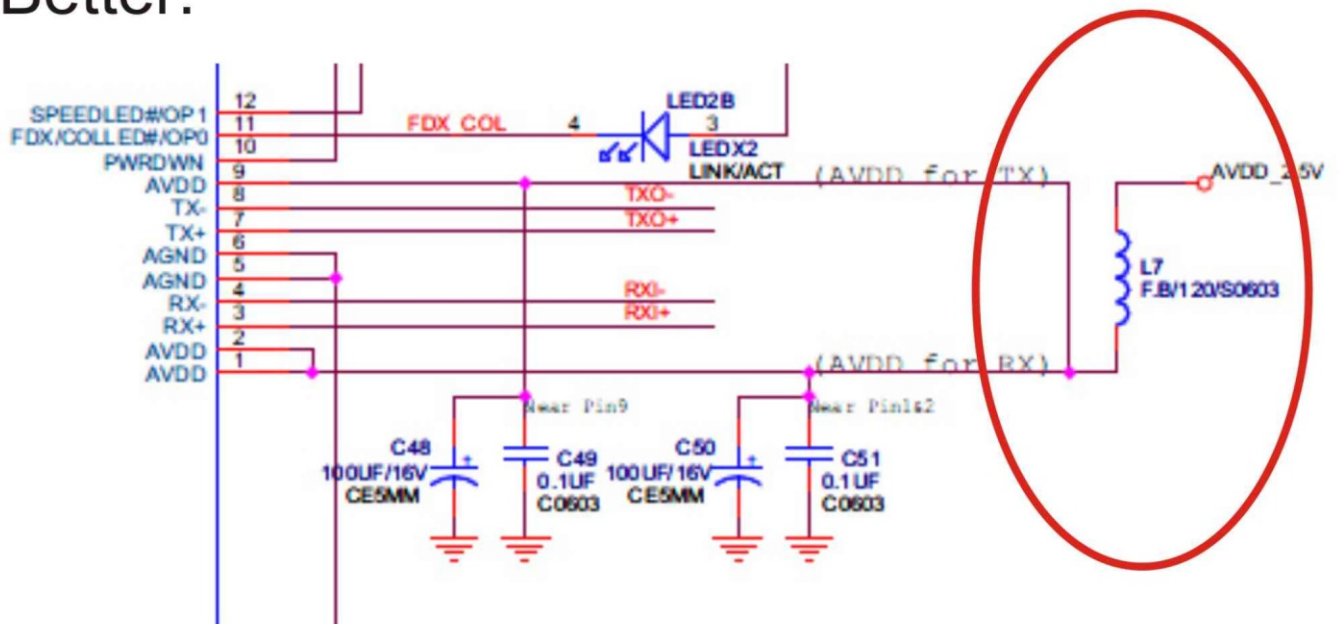 Better:
SPEEDLED#/OP1
FDX/COLLED#/OP0
PWRDWN
AVDD
TX-
TX+
AGND
AGND
RX-
RX+
AVDD
AVDD
12
11
10
9
8
7
6
5
4
3
2
1
FDX COL
4
LED2B
3
LEDX2
LINK/ACT
(AVDD for TX)
TXO-
TXO+
RXI-
RXI+
AVDD_2.5V
L7
F.B/120/S0603
(AVDD for RX)
Near Pin9
Near Pin1&2
C48
100UF/16V
CE5MM
+
C49
0.1UF
C0603
C50
100UF/16V
CE5MM
+
C51
0.1UF
C0603